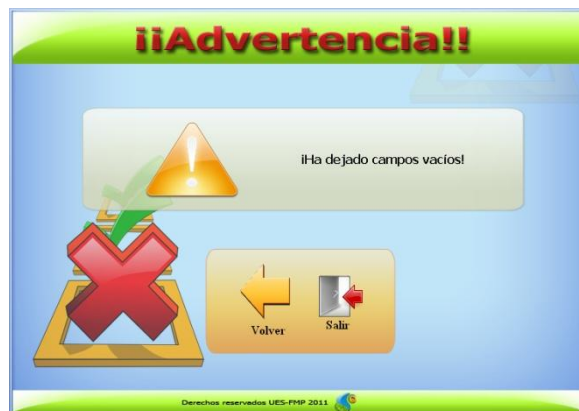 ¡¡Advertencia!!
¡Ha dejado campos vacíos!
Volver
Salir
Derechos reservados UES-FMP 2011